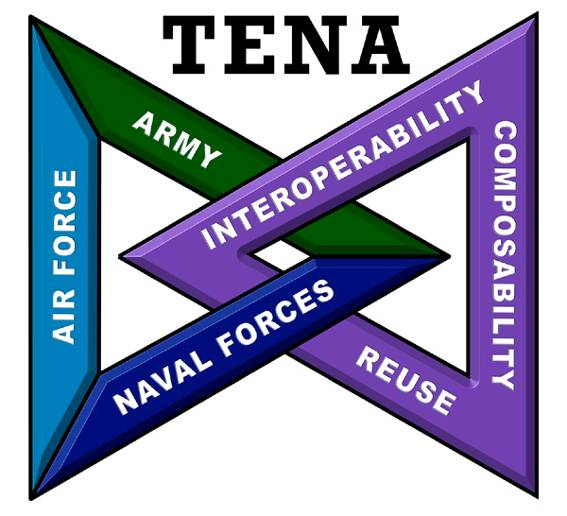 TENA
ARMY
INTEROPERABILITY
AIR FORCE
COMPOSABILITY
NAVAL FORCES
REUSE